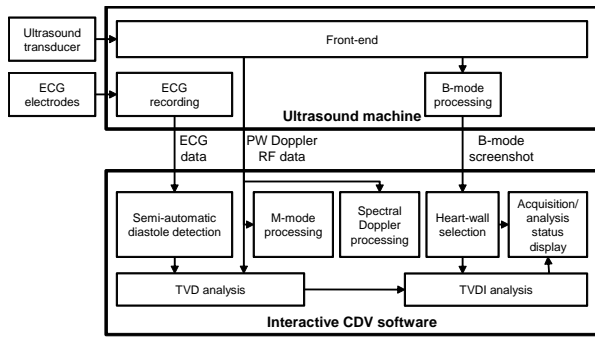 Ultrasound
transducer
Front-end
ECG
electrodes
ECG
recording
B-mode
processing
Ultrasound machine
ECG
data
PW Doppler
RF data
B-mode
screenshot
Semi-automatic
diastole detection
M-mode
processing
Spectral
Doppler
processing
Heart-wall
selection
Acquisition/
analysis
status
display
TVD analysis
TVDI analysis
Interactive CDV software